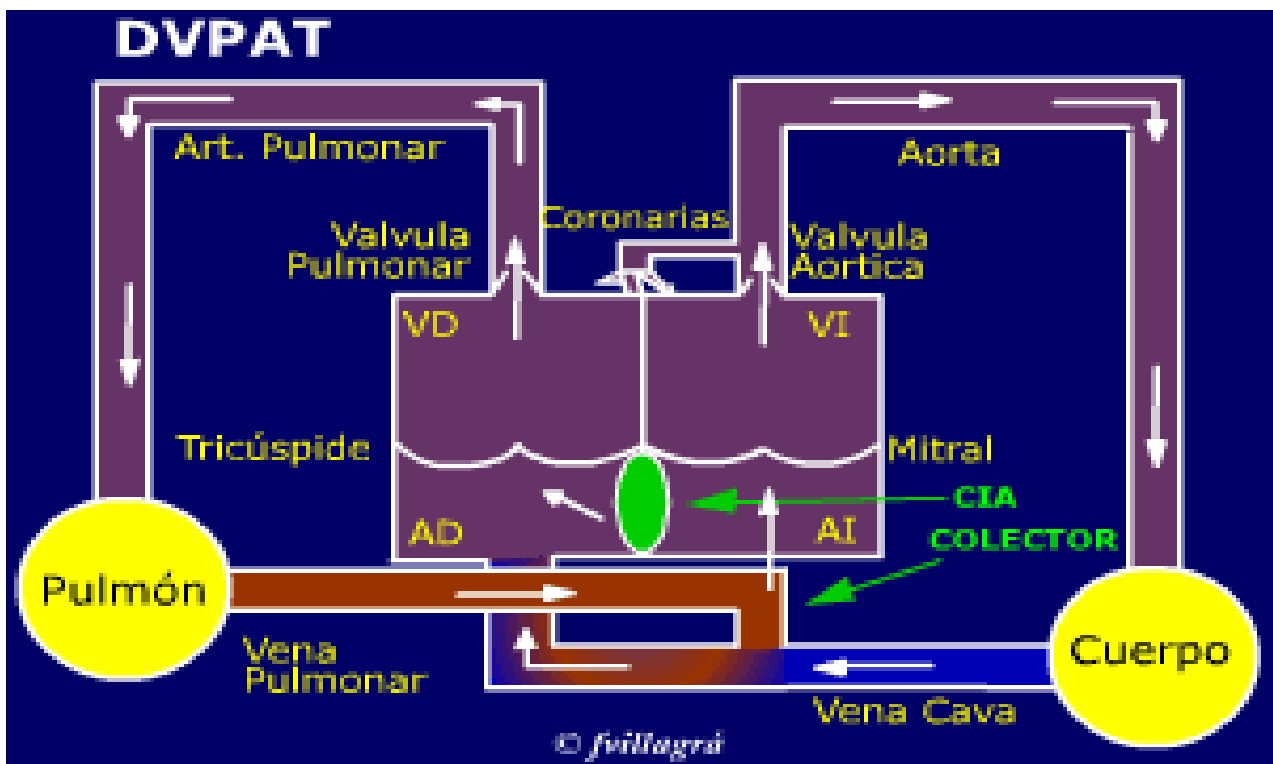 DVPAT
Art. Pulmonar
Aorta
Coronarias
Valvula
Pulmonar
Valvula
Aortica
VD
VI
Tricúspide
Mitral
CIA
AD
AI
COLECTOR
Pulmón
Cuerpo
Vena
Pulmonar
Vena Cava
© fvillagrá